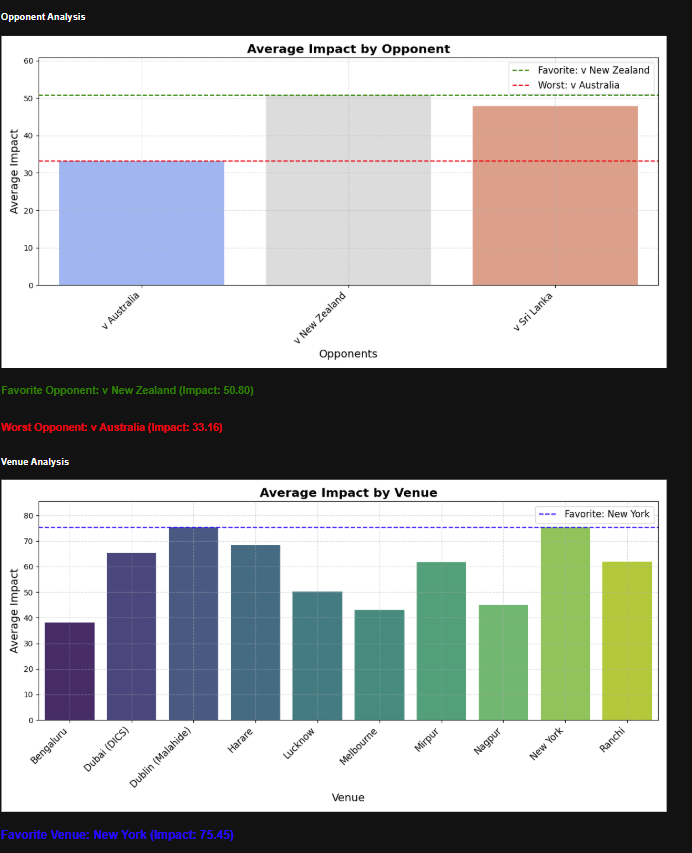 Opponent Analysis
Average Impact by Opponent
60
50
40
30
20
10
0
Average Impact
Favorite: v New Zealand
Worst: v Australia
v Australia
v New Zealand
v Sri Lanka
Opponents
Favorite Opponent: v New Zealand (Impact: 50.80)
Worst Opponent: v Australia (Impact: 33.16)
Venue Analysis
Average Impact by Venue
80
70
60
50
40
30
20
10
0
Average Impact
Favorite: New York
Bengaluru
Dubai (DICS)
Dublin (Malahide)
Harare
Lucknow
Melbourne
Mirpur
Nagpur
New York
Ranchi
Venue
Favorite Venue: New York (Impact: 75.45)